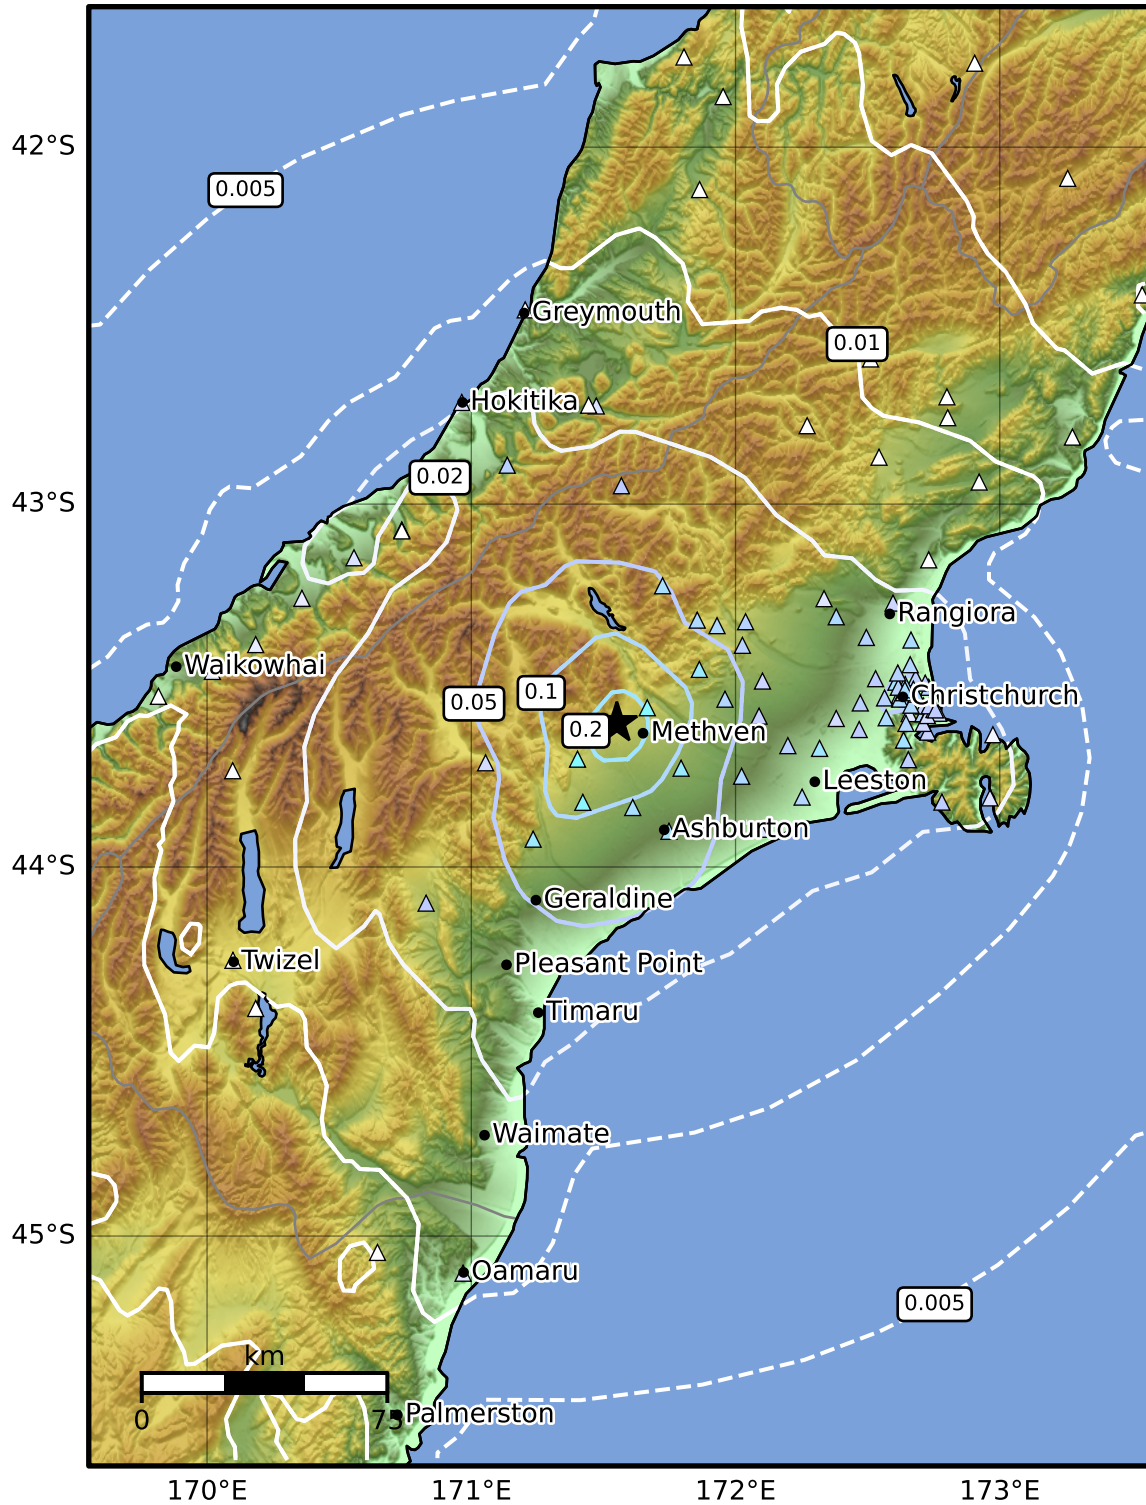 42°S
0.005
Greymouth
0.01
Hokitika
0.02
43°S
Rangiora
Waikowhai
0.05
0.1
Christchurch
0.2
Methven
Leeston
Ashburton
44°S
Geraldine
Twizel
Pleasant Point
Timaru
Waimate
45°S
Oamaru
0.005
km
0
75
Palmerston
170°E
171°E
172°E
173°E